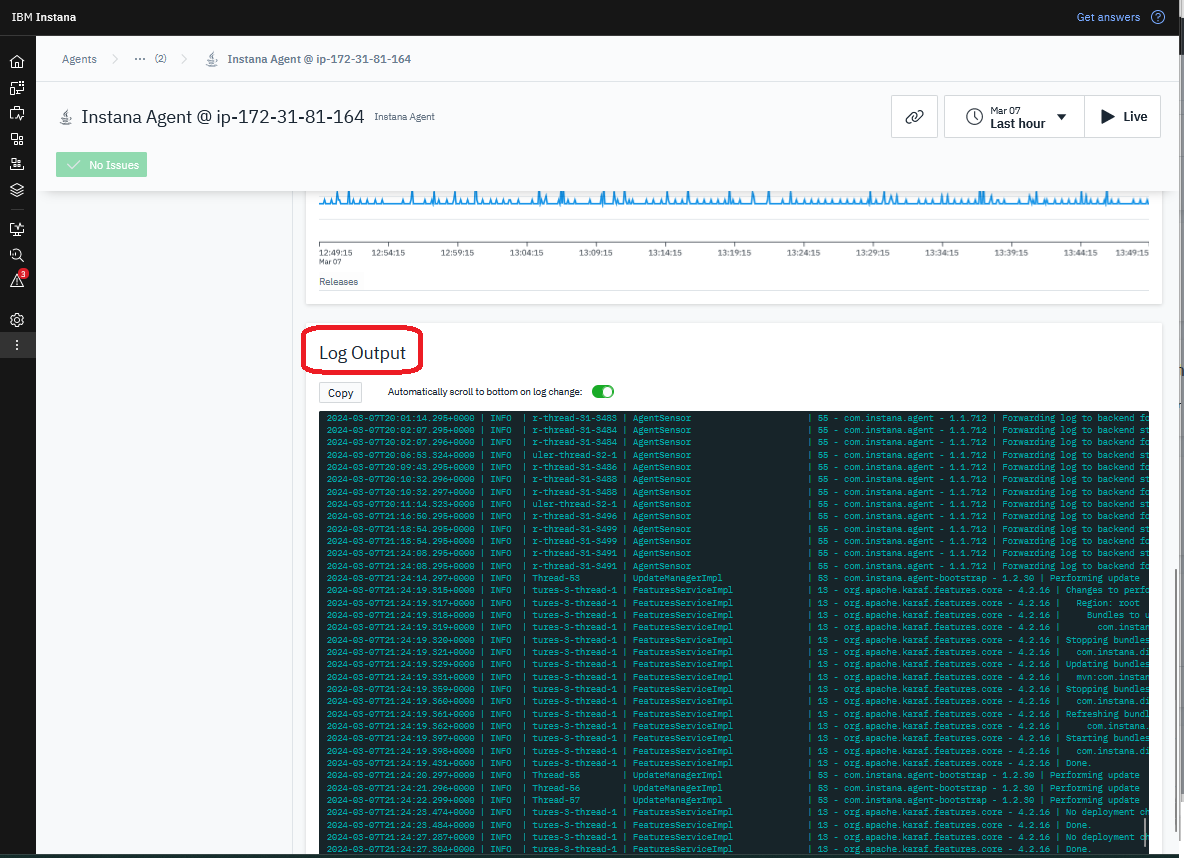 IBM Instana
Get answers
Agents
··· (2)
Instana Agent @ ip-172-31-81-164
Instana Agent @ ip-172-31-81-164
Instana Agent
Mar 07
Last hour
Live
No Issues
12:49:15 12:54:15 12:59:15 13:04:15 13:09:15 13:14:15 13:19:15 13:24:15 13:29:15 13:34:15 13:39:15 13:44:15 13:49:15
Mar 07
Releases
3
Log Output
Copy
Automatically scroll to bottom on log change:
2024-03-07T20:01:14.295+0000 | INFO | r-thread-31-3483 | AgentSensor | 55 - com.instana.agent - 1.1.712 | Forwarding log to backend fo
2024-03-07T20:02:07.295+0000 | INFO | r-thread-31-3484 | AgentSensor | 55 - com.instana.agent - 1.1.712 | Forwarding log to backend st
2024-03-07T20:02:07.296+0000 | INFO | r-thread-31-3484 | AgentSensor | 55 - com.instana.agent - 1.1.712 | Forwarding log to backend fo
2024-03-07T20:06:53.324+0000 | INFO | uler-thread-32-1 | AgentSensor | 55 - com.instana.agent - 1.1.712 | Forwarding log to backend st
2024-03-07T20:09:43.295+0000 | INFO | r-thread-31-3486 | AgentSensor | 55 - com.instana.agent - 1.1.712 | Forwarding log to backend fo
2024-03-07T20:10:32.296+0000 | INFO | r-thread-31-3488 | AgentSensor | 55 - com.instana.agent - 1.1.712 | Forwarding log to backend st
2024-03-07T20:10:32.297+0000 | INFO | r-thread-31-3488 | AgentSensor | 55 - com.instana.agent - 1.1.712 | Forwarding log to backend fo
2024-03-07T20:11:14.323+0000 | INFO | uler-thread-32-1 | AgentSensor | 55 - com.instana.agent - 1.1.712 | Forwarding log to backend st
2024-03-07T21:16:50.295+0000 | INFO | r-thread-31-3496 | AgentSensor | 55 - com.instana.agent - 1.1.712 | Forwarding log to backend fo
2024-03-07T21:18:54.295+0000 | INFO | r-thread-31-3499 | AgentSensor | 55 - com.instana.agent - 1.1.712 | Forwarding log to backend st
2024-03-07T21:18:54.295+0000 | INFO | r-thread-31-3499 | AgentSensor | 55 - com.instana.agent - 1.1.712 | Forwarding log to backend fo
2024-03-07T21:24:08.295+0000 | INFO | r-thread-31-3491 | AgentSensor | 55 - com.instana.agent - 1.1.712 | Forwarding log to backend st
2024-03-07T21:24:08.295+0000 | INFO | r-thread-31-3491 | AgentSensor | 55 - com.instana.agent - 1.1.712 | Forwarding log to backend fo
2024-03-07T21:24:14.297+0000 | INFO | Thread-53 | UpdateManagerImpl | 53 - com.instana.agent-bootstrap - 1.2.30 | Performing update
2024-03-07T21:24:19.315+0000 | INFO | tures-3-thread-1 | FeaturesServiceImpl | 13 - org.apache.karaf.features.core - 4.2.16 | Changes to perfo
2024-03-07T21:24:19.317+0000 | INFO | tures-3-thread-1 | FeaturesServiceImpl | 13 - org.apache.karaf.features.core - 4.2.16 | Region: root
2024-03-07T21:24:19.318+0000 | INFO | tures-3-thread-1 | FeaturesServiceImpl | 13 - org.apache.karaf.features.core - 4.2.16 | Bundles to u
2024-03-07T21:24:19.319+0000 | INFO | tures-3-thread-1 | FeaturesServiceImpl | 13 - org.apache.karaf.features.core - 4.2.16 | com.instan
2024-03-07T21:24:19.320+0000 | INFO | tures-3-thread-1 | FeaturesServiceImpl | 13 - org.apache.karaf.features.core - 4.2.16 | Stopping bundles
2024-03-07T21:24:19.321+0000 | INFO | tures-3-thread-1 | FeaturesServiceImpl | 13 - org.apache.karaf.features.core - 4.2.16 | com.instana.di
2024-03-07T21:24:19.329+0000 | INFO | tures-3-thread-1 | FeaturesServiceImpl | 13 - org.apache.karaf.features.core - 4.2.16 | Updating bundles
2024-03-07T21:24:19.331+0000 | INFO | tures-3-thread-1 | FeaturesServiceImpl | 13 - org.apache.karaf.features.core - 4.2.16 | mvn:com.instan
2024-03-07T21:24:19.359+0000 | INFO | tures-3-thread-1 | FeaturesServiceImpl | 13 - org.apache.karaf.features.core - 4.2.16 | Stopping bundles
2024-03-07T21:24:19.360+0000 | INFO | tures-3-thread-1 | FeaturesServiceImpl | 13 - org.apache.karaf.features.core - 4.2.16 | com.instana.di
2024-03-07T21:24:19.361+0000 | INFO | tures-3-thread-1 | FeaturesServiceImpl | 13 - org.apache.karaf.features.core - 4.2.16 | Refreshing bundl
2024-03-07T21:24:19.362+0000 | INFO | tures-3-thread-1 | FeaturesServiceImpl | 13 - org.apache.karaf.features.core - 4.2.16 | com.instana.
2024-03-07T21:24:19.397+0000 | INFO | tures-3-thread-1 | FeaturesServiceImpl | 13 - org.apache.karaf.features.core - 4.2.16 | Starting bundles
2024-03-07T21:24:19.398+0000 | INFO | tures-3-thread-1 | FeaturesServiceImpl | 13 - org.apache.karaf.features.core - 4.2.16 | com.instana.di
2024-03-07T21:24:19.431+0000 | INFO | tures-3-thread-1 | FeaturesServiceImpl | 13 - org.apache.karaf.features.core - 4.2.16 | Done.
2024-03-07T21:24:20.297+0000 | INFO | Thread-55 | UpdateManagerImpl | 53 - com.instana.agent-bootstrap - 1.2.30 | Performing update
2024-03-07T21:24:21.296+0000 | INFO | Thread-56 | UpdateManagerImpl | 53 - com.instana.agent-bootstrap - 1.2.30 | Performing update
2024-03-07T21:24:22.299+0000 | INFO | Thread-57 | UpdateManagerImpl | 53 - com.instana.agent-bootstrap - 1.2.30 | Performing update
2024-03-07T21:24:23.474+0000 | INFO | tures-3-thread-1 | FeaturesServiceImpl | 13 - org.apache.karaf.features.core - 4.2.16 | No deployment ch
2024-03-07T21:24:23.484+0000 | INFO | tures-3-thread-1 | FeaturesServiceImpl | 13 - org.apache.karaf.features.core - 4.2.16 | Done.
2024-03-07T21:24:27.287+0000 | INFO | tures-3-thread-1 | FeaturesServiceImpl | 13 - org.apache.karaf.features.core - 4.2.16 | No deployment ch
2024-03-07T21:24:27.304+0000 | INFO | tures-3-thread-1 | FeaturesServiceImpl | 13 - org.apache.karaf.features.core - 4.2.16 | Done.